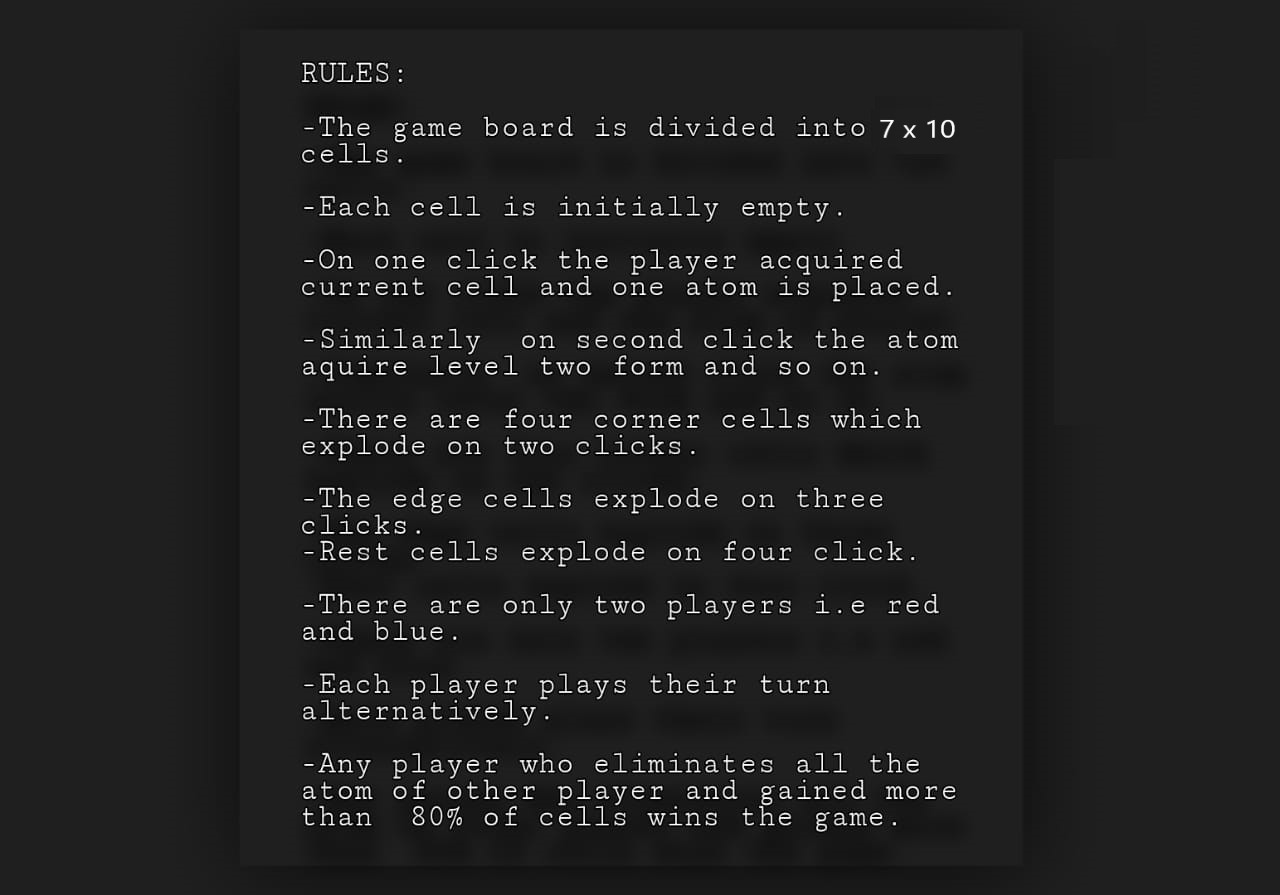 RULES:
-The game board is divided into 7 x 10
cells.
-Each cell is initially empty.
-On one click the player acquired
current cell and one atom is placed.
-Similarly  on second click the atom
aquire level two form and so on.
-There are four corner cells which
explode on two clicks.
-The edge cells explode on three
clicks.
-Rest cells explode on four click.
-There are only two players i.e red
and blue.
-Each player plays their turn
alternatively.
-Any player who eliminates all the
atom of other player and gained more
than  80% of cells wins the game.